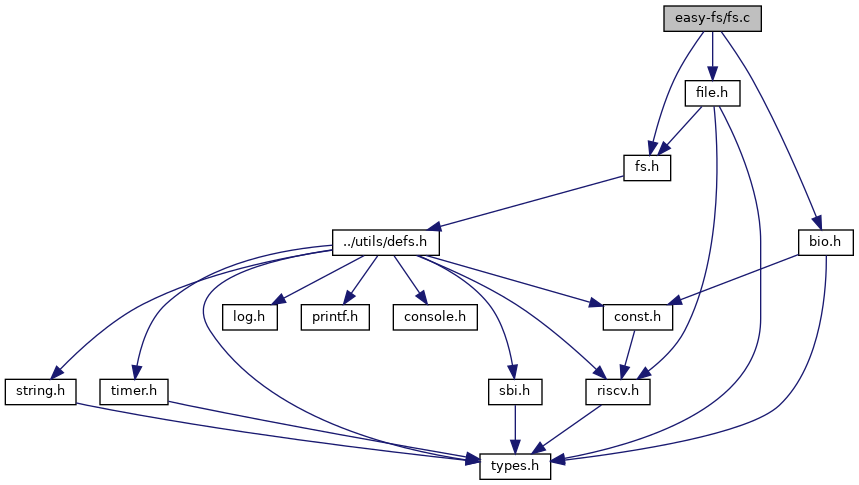 easy-fs/fs.c
file.h
fs.h
../utils/defs.h
bio.h
log.h
printf.h
console.h
const.h
string.h
timer.h
sbi.h
riscv.h
types.h